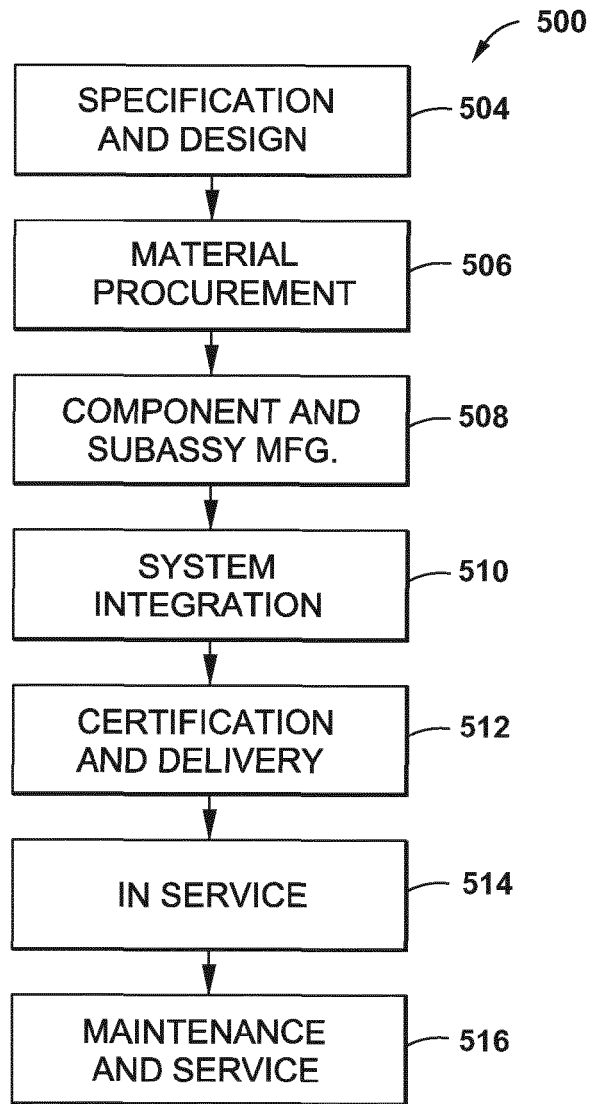 500
SPECIFICATION
AND DESIGN
504
MATERIAL
PROCUREMENT
506
COMPONENT AND
SUBASSY MFG.
508
SYSTEM
INTEGRATION
510
CERTIFICATION
AND DELIVERY
512
IN SERVICE
514
MAINTENANCE
AND SERVICE
516